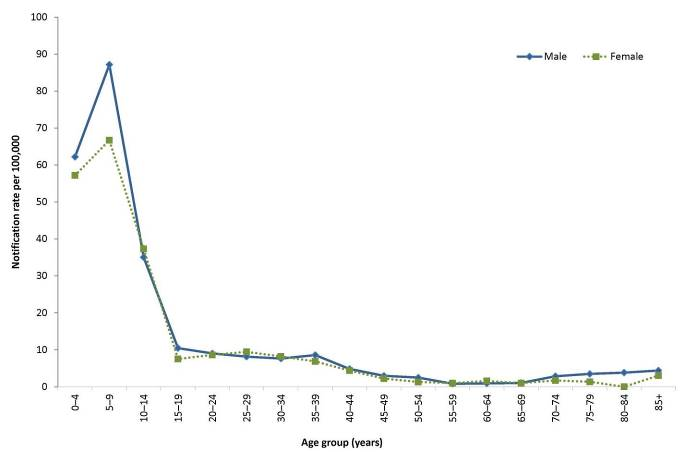 100
90
80
70
60
50
40
30
20
10
0
Notification rate per 100,000
Male Female
0–4 5–9 10–14 15–19 20–24 25–29 30–34 35–39 40–44 45–49 50–54 55–59 60–64 65–69 70–74 75–79 80–84 85+
Age group (years)